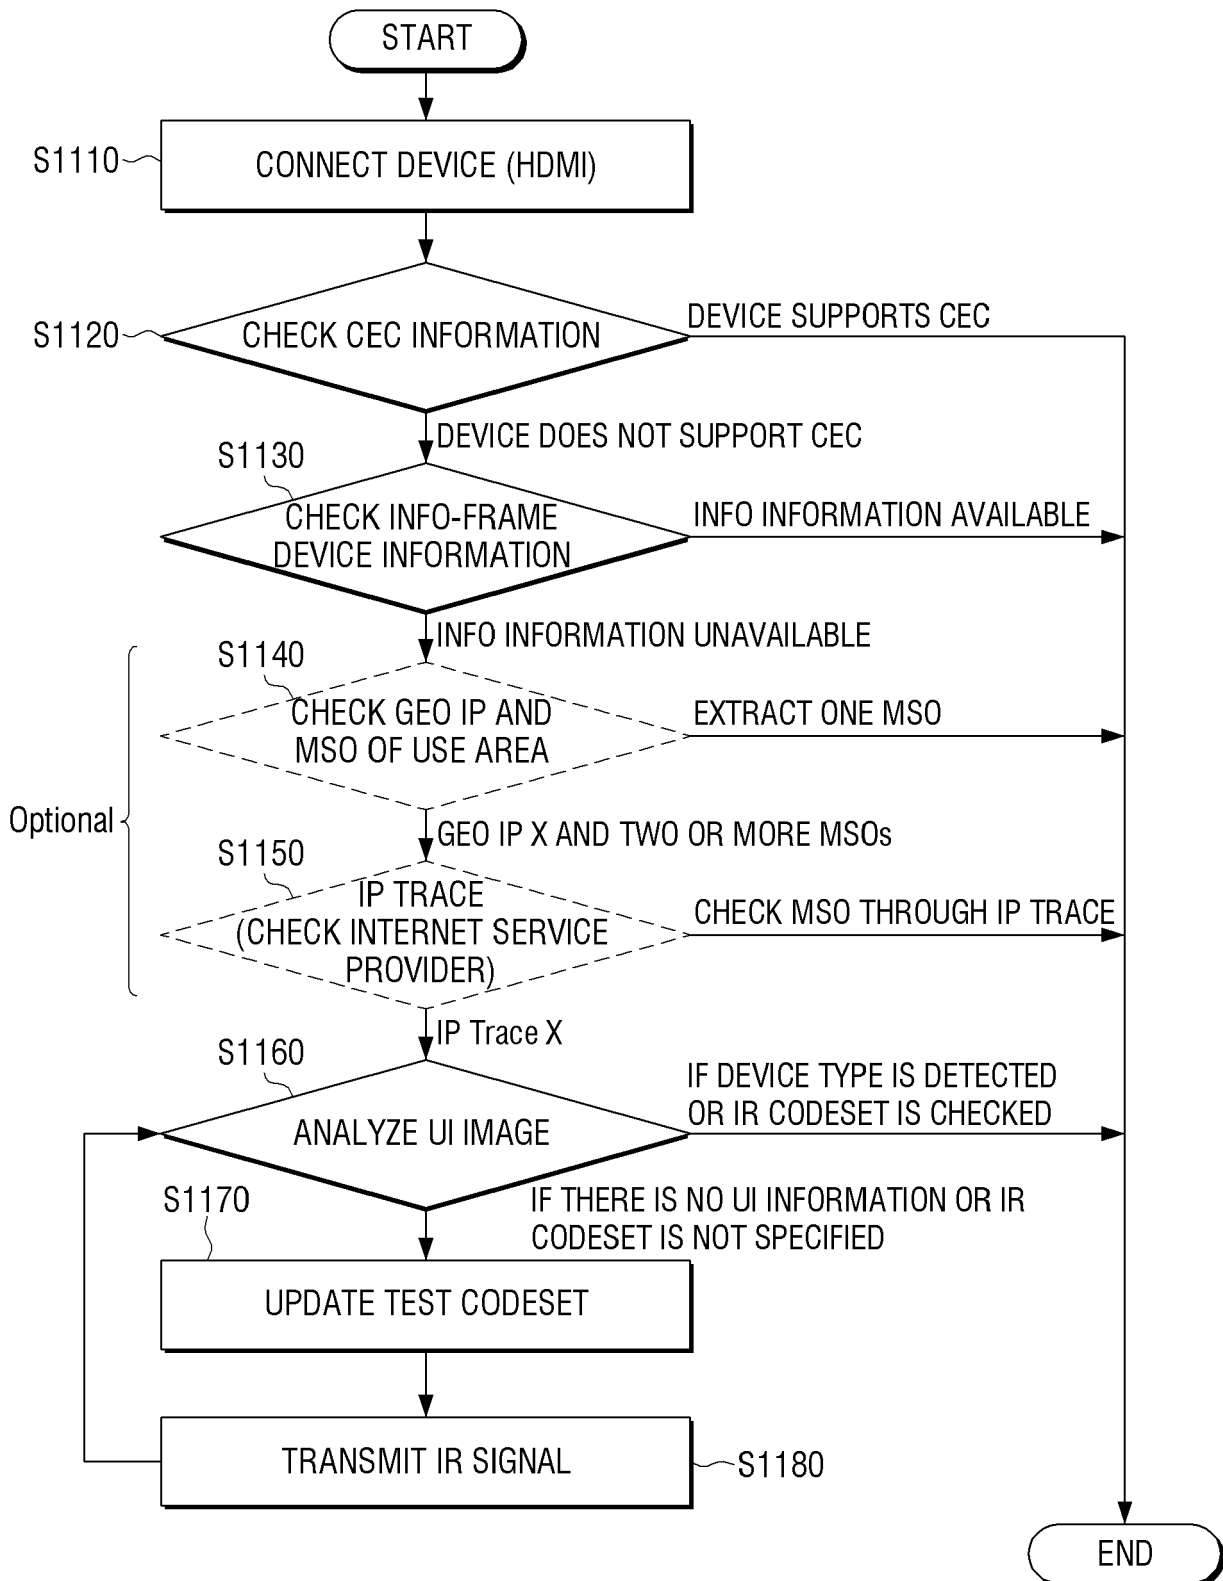 START
S1110
CONNECT DEVICE (HDMI)
S1120
CHECK CEC INFORMATION
DEVICE SUPPORTS CEC
DEVICE DOES NOT SUPPORT CEC
S1130
CHECK INFO-FRAME
DEVICE INFORMATION
INFO INFORMATION AVAILABLE
INFO INFORMATION UNAVAILABLE
Optional
S1140
CHECK GEO IP AND
MSO OF USE AREA
EXTRACT ONE MSO
GEO IP X AND TWO OR MORE MSOs
S1150
IP TRACE
(CHECK INTERNET SERVICE
PROVIDER)
CHECK MSO THROUGH IP TRACE
IP Trace X
S1160
ANALYZE UI IMAGE
IF DEVICE TYPE IS DETECTED
OR IR CODESET IS CHECKED
IF THERE IS NO UI INFORMATION OR IR
CODESET IS NOT SPECIFIED
S1170
UPDATE TEST CODESET
TRANSMIT IR SIGNAL
S1180
END